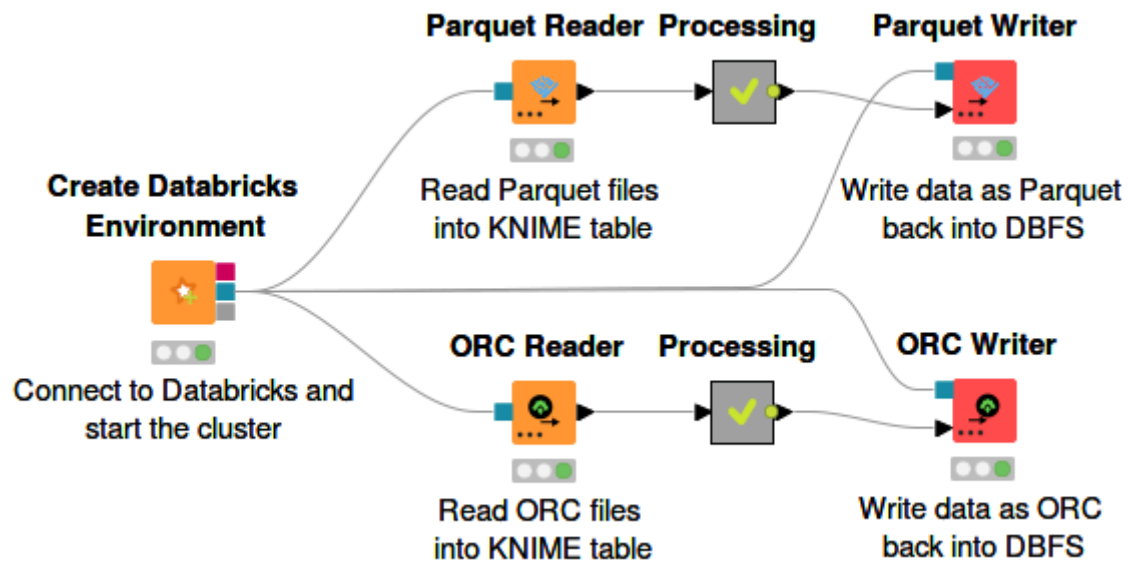 Parquet Reader
Processing
Parquet Writer
Read Parquet files
into KNIME table
Write data as Parquet
back into DBFS
Create Databricks
Environment
Connect to Databricks and
start the cluster
ORC Reader
Processing
ORC Writer
Read ORC files
into KNIME table
Write data as ORC
back into DBFS